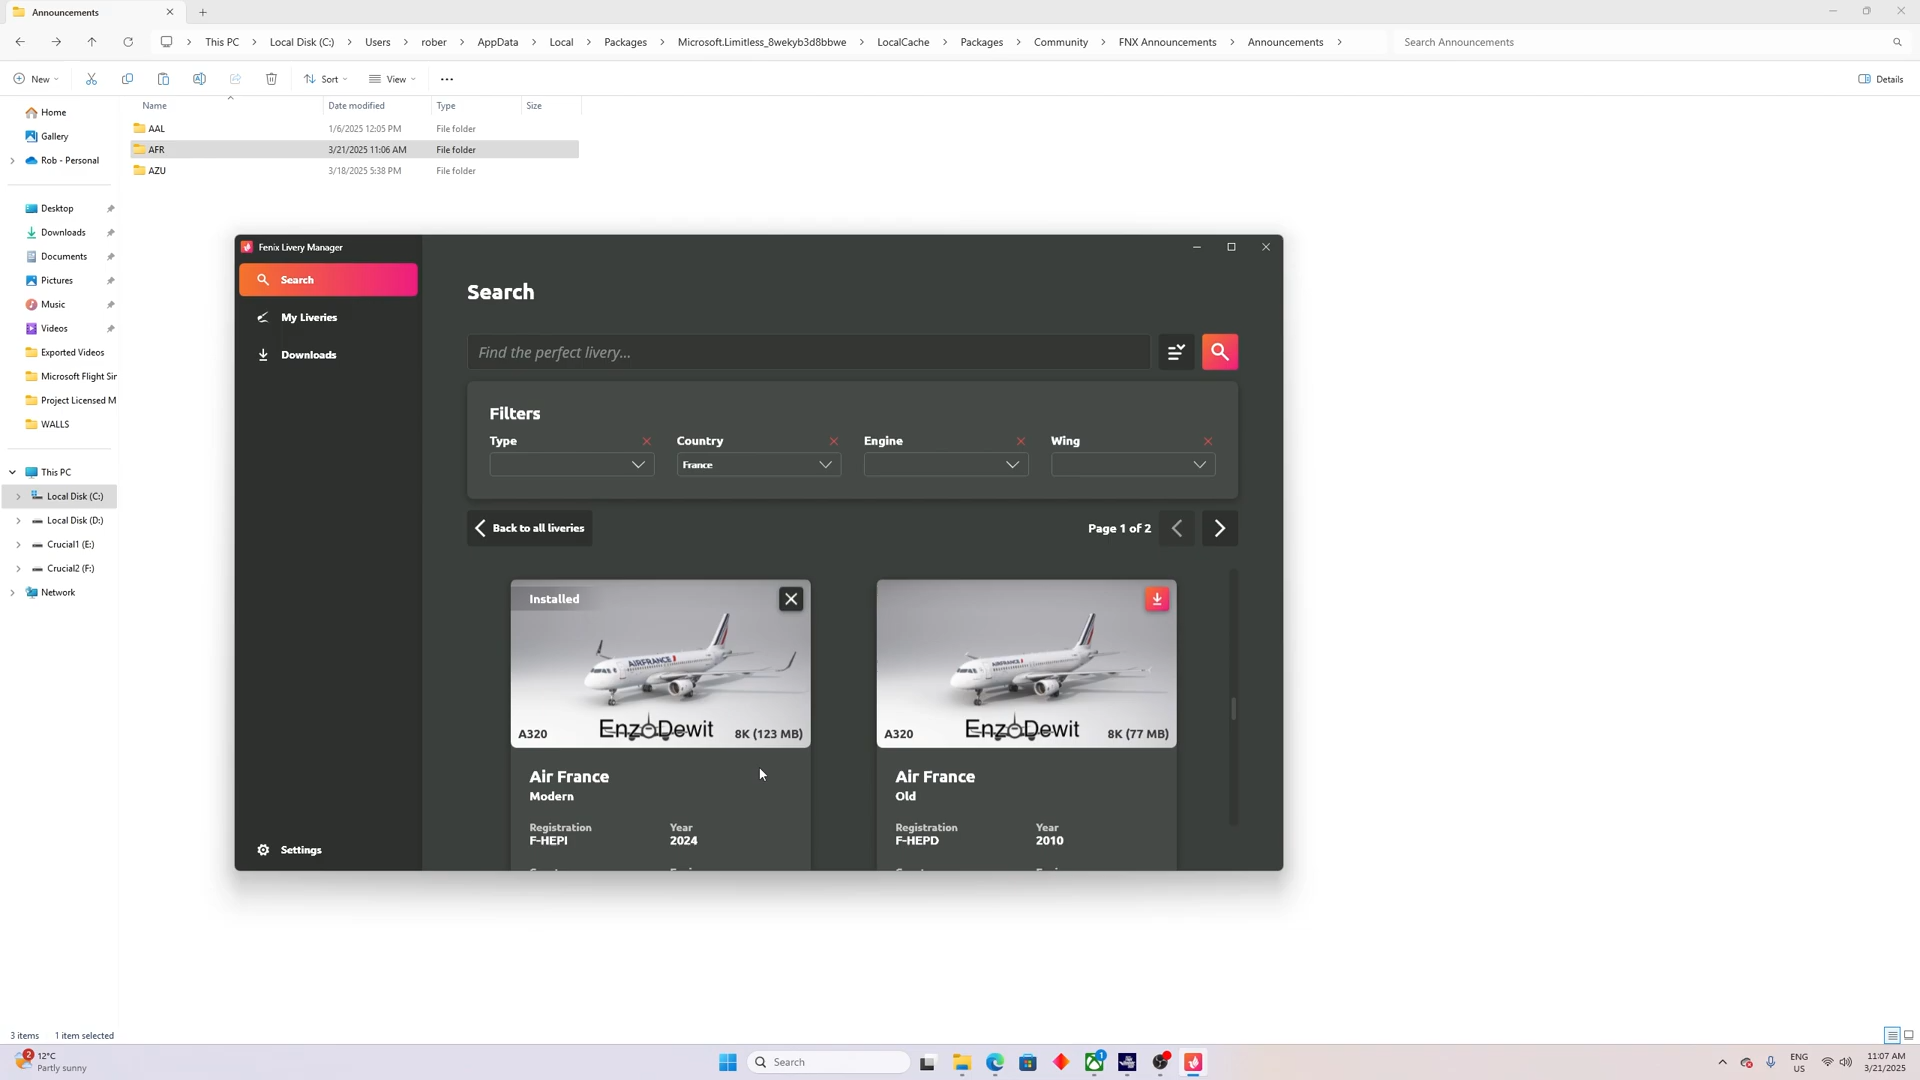 Announcements
This PC > Local Disk (C:) > Users > rober > AppData > Local > Packages > Microsoft.Limitless_8wekyb3d8bbwe > LocalCache > Packages > Community > FNX Announcements > Announcements >
Search Announcements
New
Sort
View
Details
Name Date modified Type Size
AAL 1/6/2025 12:05 PM File folder
AFR 3/21/2025 11:06 AM File folder
AZU 3/18/2025 5:38 PM File folder
Home
Gallery
Rob - Personal
Desktop
Downloads
Documents
Pictures
Music
Videos
Exported Videos
Microsoft Flight Sir
Project Licensed M
WALLS
This PC
Local Disk (C:)
Local Disk (D:)
Crucial1 (E:)
Crucial2 (F:)
Network
Fenix Livery Manager
Search
My Liveries
Downloads
Settings
Search
Find the perfect livery...
Filters
Type Country Engine Wing
France
Back to all liveries
Page 1 of 2
Installed
AIRFRANCE
EnzoDewit
A320 8K (123 MB)
Air France
Modern
Registration Year
F-HEPI 2024
AIRFRANCE
EnzoDewit
A320 8K (77 MB)
Air France
Old
Registration Year
F-HEPD 2010
3 items 1 item selected
2
12°C
Partly sunny
Search
1
ENG
US
11:07 AM
3/21/2025